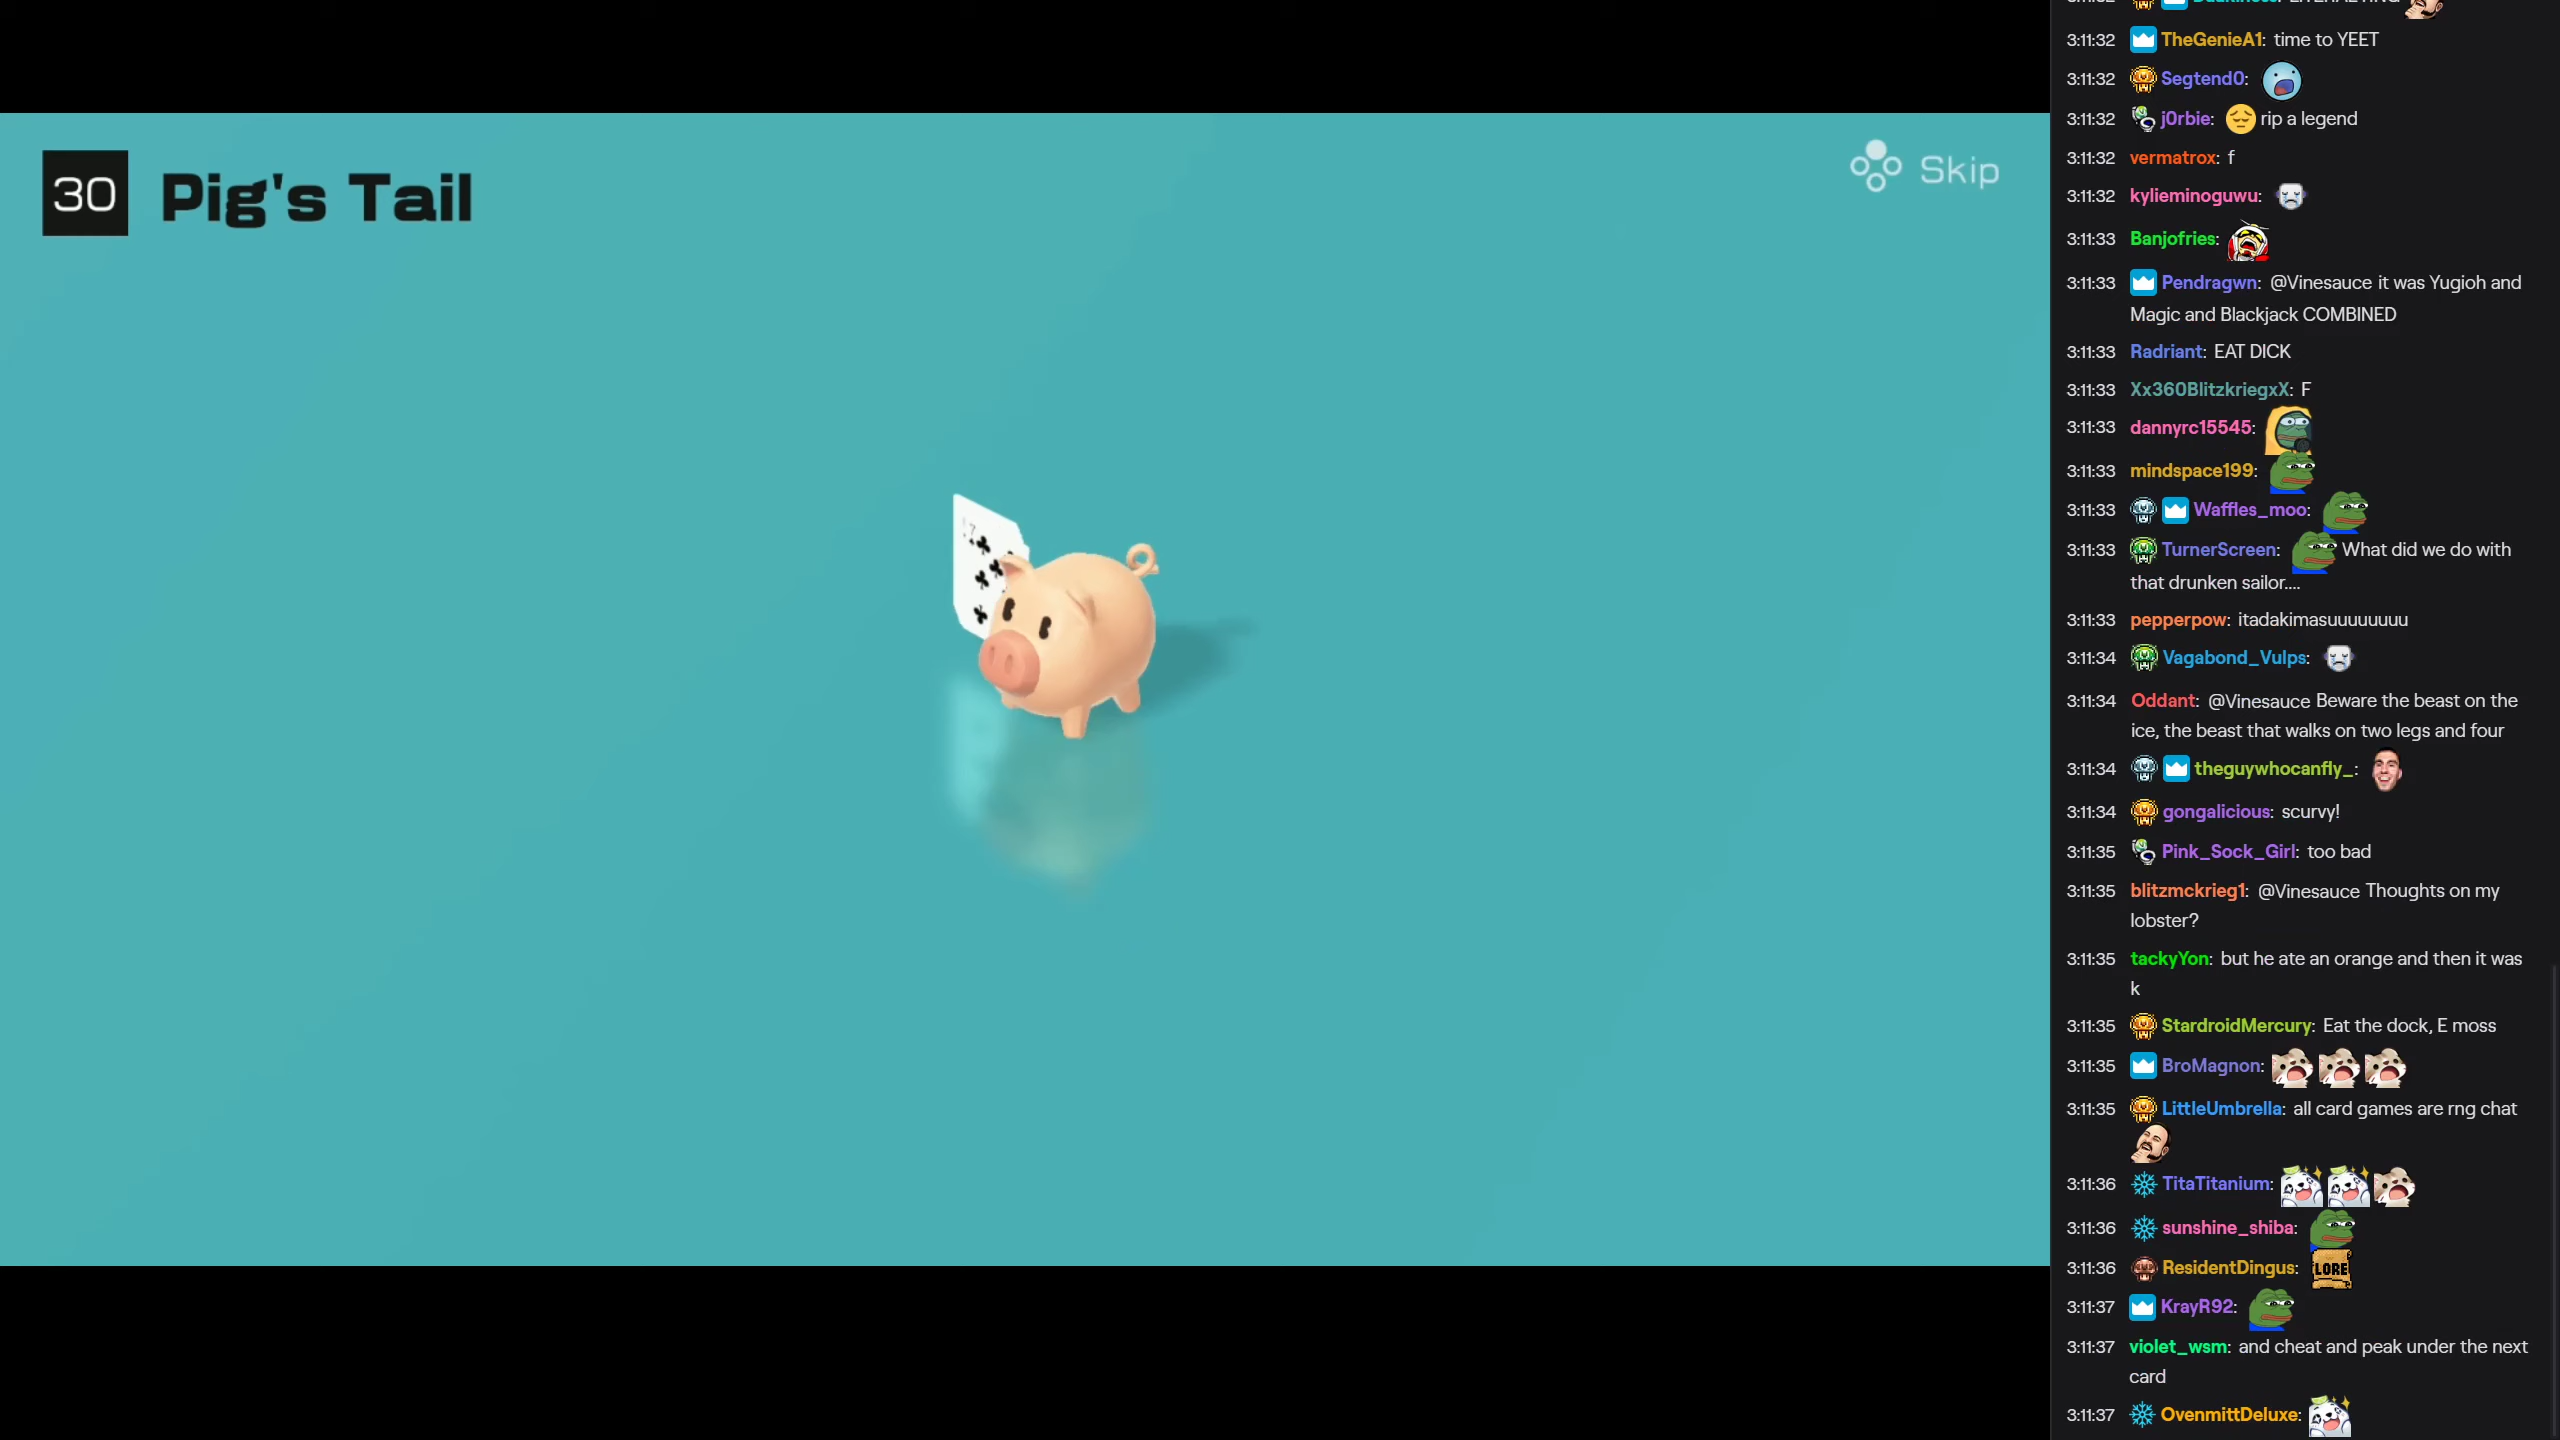 30 Pig's Tail
Skip
7
3:11:32 TheGenieA1: time to YEET
3:11:32 Segtend0:
3:11:32 j0rbie: rip a legend
3:11:32 vermatrox: f
3:11:32 kylieminoguwu:
3:11:33 Banjofries:
3:11:33 Pendragwn: @Vinesauce it was Yugioh and
Magic and Blackjack COMBINED
3:11:33 Radriant: EAT DICK
3:11:33 Xx360BlitzkriegxX: F
3:11:33 dannyrc15545:
3:11:33 mindspace199:
3:11:33 Waffles_moo:
3:11:33 TurnerScreen: What did we do with
that drunken sailor....
3:11:33 pepperpow: itadakimasuuuuuuuu
3:11:34 Vagabond_Vulps:
3:11:34 Oddant: @Vinesauce Beware the beast on the
ice, the beast that walks on two legs and four
3:11:34 theguywhocanfly_:
3:11:34 gongalicious: scurvy!
3:11:35 Pink_Sock_Girl: too bad
3:11:35 blitzmckrieg1: @Vinesauce Thoughts on my
lobster?
3:11:35 tackyYon: but he ate an orange and then it was
k
3:11:35 StardroidMercury: Eat the dock, E moss
3:11:35 BroMagnon:
3:11:35 LittleUmbrella: all card games are rng chat
3:11:36 TitaTitanium:
3:11:36 sunshine_shiba:
3:11:36 ResidentDingus: LORE
3:11:37 KrayR92:
3:11:37 violet_wsm: and cheat and peak under the next
card
3:11:37 OvenmittDeluxe: